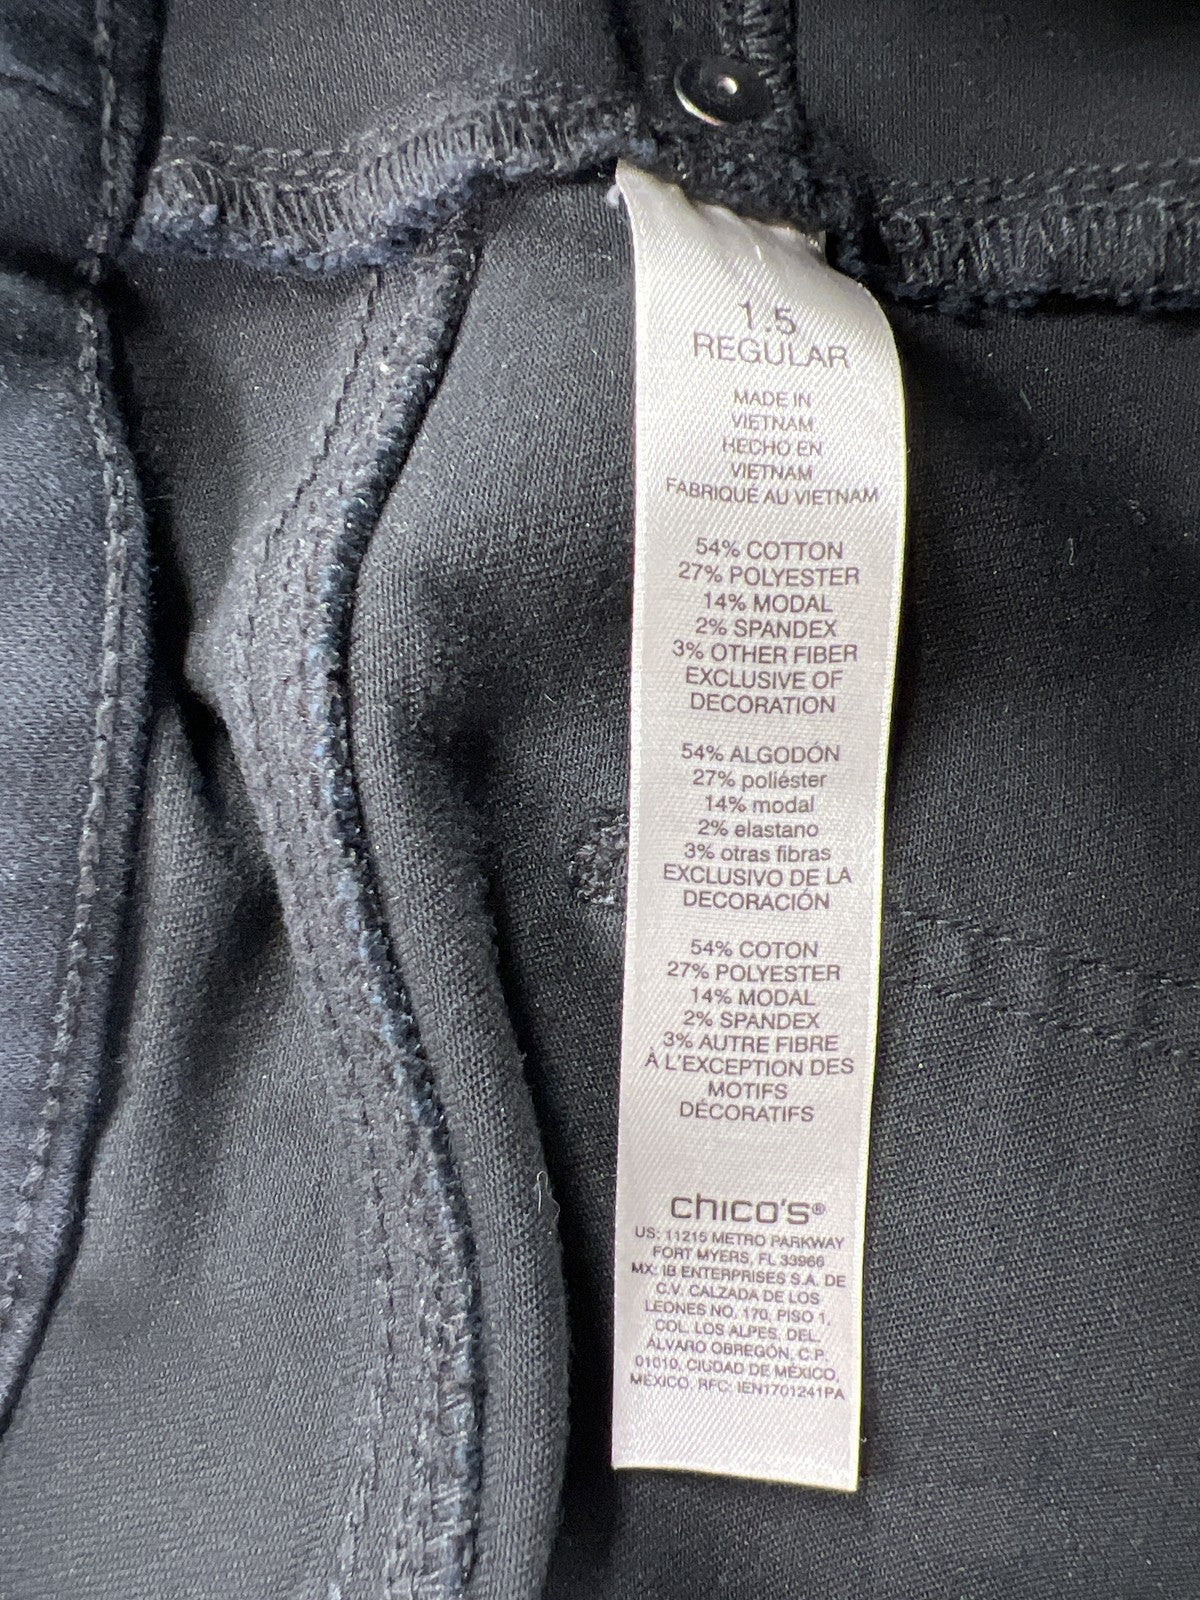 1.5
REGULAR
MADE IN
VIETNAM
HECHO EN
VIETNAM
FABRIQUÉ AU VIETNAM
54% COTTON
27% POLYESTER
14% MODAL
2% SPANDEX
3% OTHER FIBER
EXCLUSIVE OF
DECORATION
54% ALGODÓN
27% poliéster
14% modal
2% elastano
3% otras fibras
EXCLUSIVO DE LA
DECORACIÓN
54% COTON
27% POLYESTER
14% MODAL
2% SPANDEX
3% AUTRE FIBRE
À L'EXCEPTION DES
MOTIFS
DÉCORATIFS
chico's®
US: 11215 METRO PARKWAY
FORT MYERS, FL 33966
MX: IB ENTERPRISES S.A. DE
C.V. CALZADA DE LOS
LEONES NO. 170, PISO 1,
COL. LOS ALPES, DEL.
ÁLVARO OBREGÓN, C.P.
01010, CIUDAD DE MÉXICO,
MÉXICO, RFC: IEN1701241PA